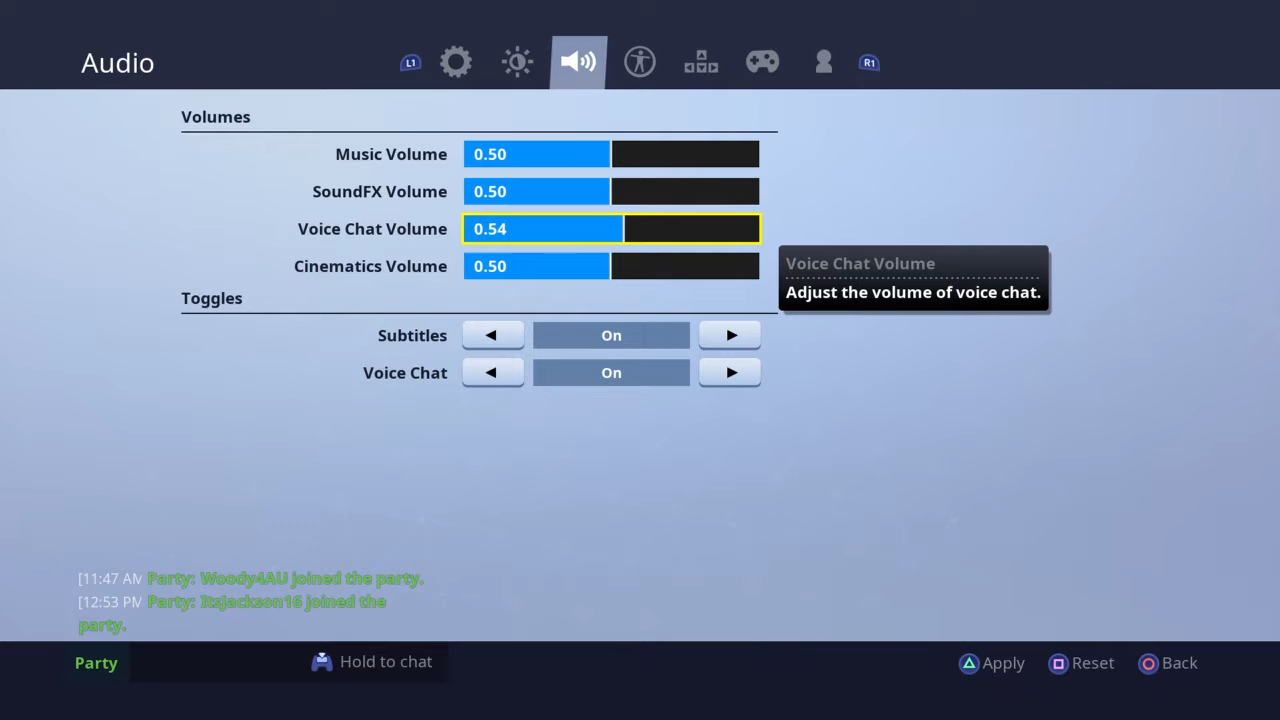 Audio
L1
R1
Volumes
Music Volume 0.50
SoundFX Volume 0.50
Voice Chat Volume 0.54
Cinematics Volume 0.50
Voice Chat Volume
Adjust the volume of voice chat.
Toggles
Subtitles On
Voice Chat On
[11:47 AM Party: Woody4AU joined the party.
[12:53 PM Party: Itsjackson16 joined the
party.
Party
Hold to chat
Apply
Reset
Back